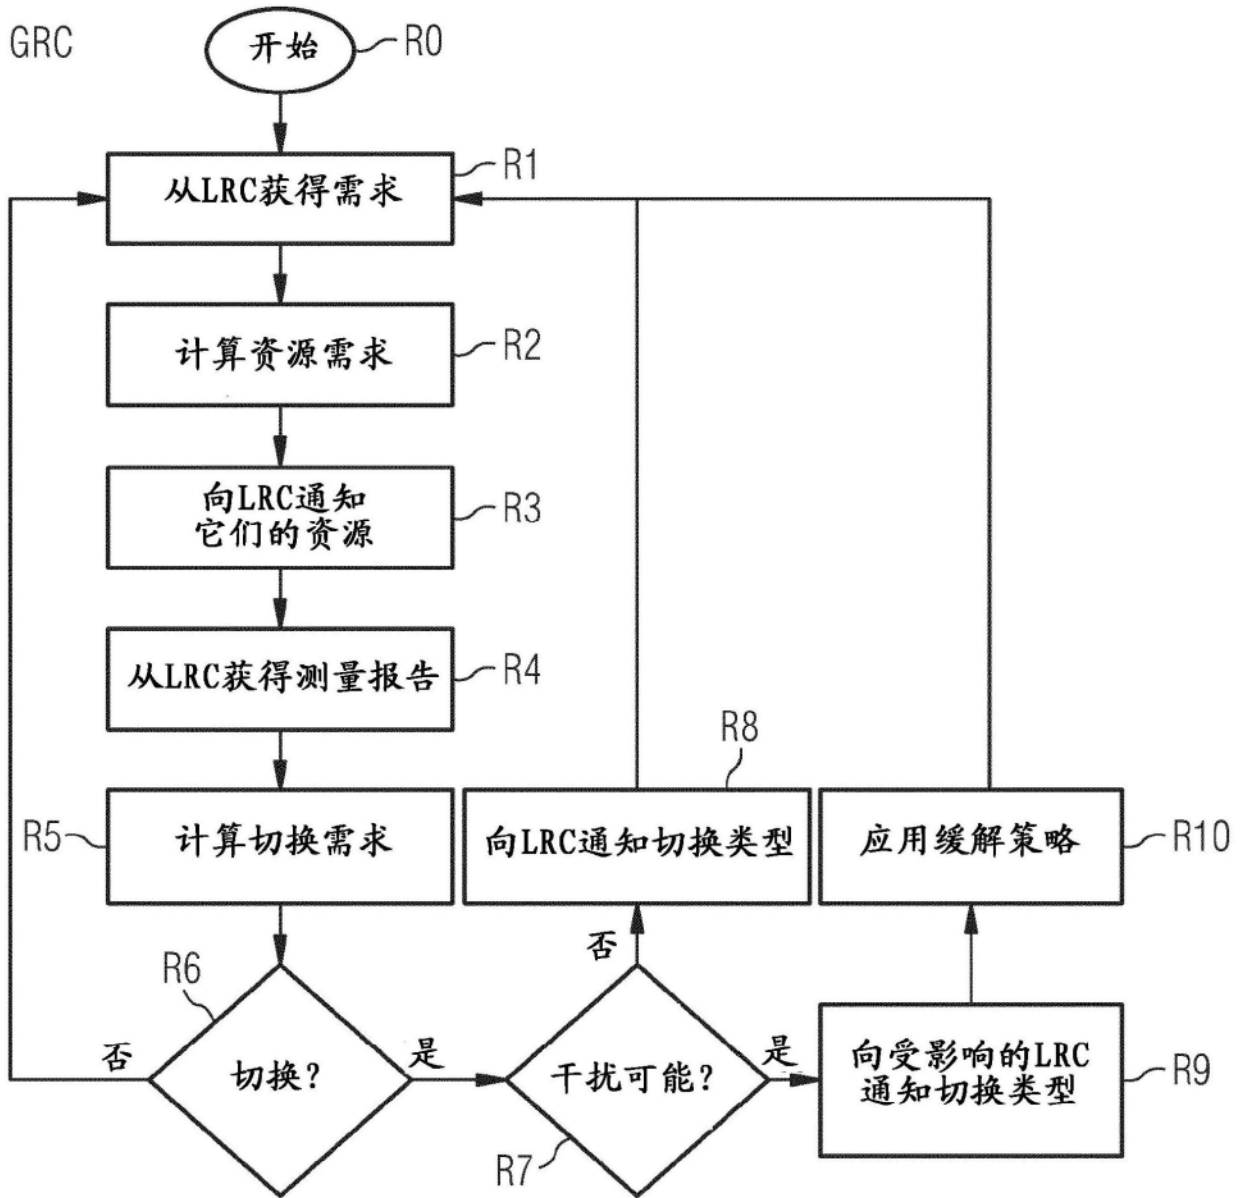 GRC
开始
R0
从LRC获得需求
R1
计算资源需求
R2
向LRC通知
它们的资源
R3
从LRC获得测量报告
R4
计算切换需求
R5
向LRC通知切换类型
R8
应用缓解策略
R10
R6
切换?
否
是
干扰可能?
R7
否
是
向受影响的LRC
通知切换类型
R9